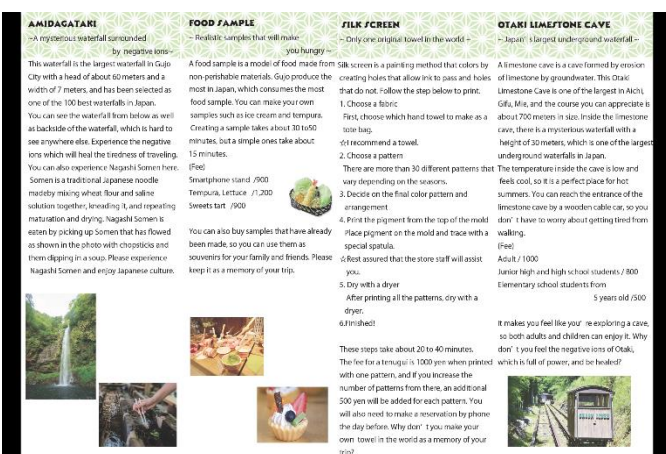 AMIDAGATAKI
~A mysterious waterfall surrounded
by negative ions~
This waterfall is the largest waterfall in Gujo
City with a head of about 60 meters and a
width of 7 meters, and has been selected as
one of the 100 best waterfalls in Japan.
You can see the waterfall from below as well
as backside of the waterfall, which is hard to
see anywhere else. Experience the negative
ions which will heal the tiredness of traveling.
You can also experience Nagashi Somen here.
Somen is a traditional Japanese noodle
madeby mixing wheat flour and saline
solution together, kneading it, and repeating
maturation and drying. Nagashi Somen is
eaten by picking up Somen that has flowed
as shown in the photo with chopsticks and
them dipping in a soup. Please experience
Nagashi Somen and enjoy Japanese culture.
FOOD SAMPLE
~ Realistic samples that will make
you hungry ~
A food sample is a model of food made from
non-perishable materials. Gujo produce the
most in Japan, which consumes the most
food sample. You can make your own
samples such as ice cream and tempura.
Creating a sample takes about 30 to50
minutes, but a simple ones take about
15 minutes.
(Fee)
Smartphone stand /900
Tempura, Lettuce /1,200
Sweets tart /900
You can also buy samples that have already
been made, so you can use them as
souvenirs for your family and friends. Please
keep it as a memory of your trip.
SILK SCREEN
~ Only one original towel in the world ~
Silk screen is a painting method that colors by
creating holes that allow ink to pass and holes
that do not. Follow the step below to print.
1. Choose a fabric
First, choose which hand towel to make as a
tote bag.
☆I recommend a towel.
2. Choose a pattern
There are more than 30 different patterns that
vary depending on the seasons.
3. Decide on the final color pattern and
arrangement
4. Print the pigment from the top of the mold
Place pigment on the mold and trace with a
special spatula.
☆Rest assured that the store staff will assist
you.
5. Dry with a dryer
After printing all the patterns, dry with a
dryer.
6.Finished!
These steps take about 20 to 40 minutes.
The fee for a tenugui is 1000 yen when printed
with one pattern, and if you increase the
number of patterns from there, an additional
500 yen will be added for each pattern. You
will also need to make a reservation by phone
the day before. Why don't you make your
own towel in the world as a memory of your
trip?
OTAKI LIMESTONE CAVE
~ Japan's largest underground waterfall ~
A limestone cave is a cave formed by erosion
of limestone by groundwater. This Otaki
Limestone Cave is one of the largest in Aichi,
Gifu, Mie, and the course you can appreciate is
about 700 meters in size. Inside the limestone
cave, there is a mysterious waterfall with a
height of 30 meters, which is one of the largest
underground waterfalls in Japan.
The temperature inside the cave is low and
feels cool, so it is a perfect place for hot
summers. You can reach the entrance of the
limestone cave by a wooden cable car, so you
don't have to worry about getting tired from
walking.
(Fee)
Adult / 1000
Junior high and high school students / 800
Elementary school students from
5 years old /500
It makes you feel like you're exploring a cave,
so both adults and children can enjoy it. Why
don't you feel the negative ions of Otaki,
which is full of power, and be healed?